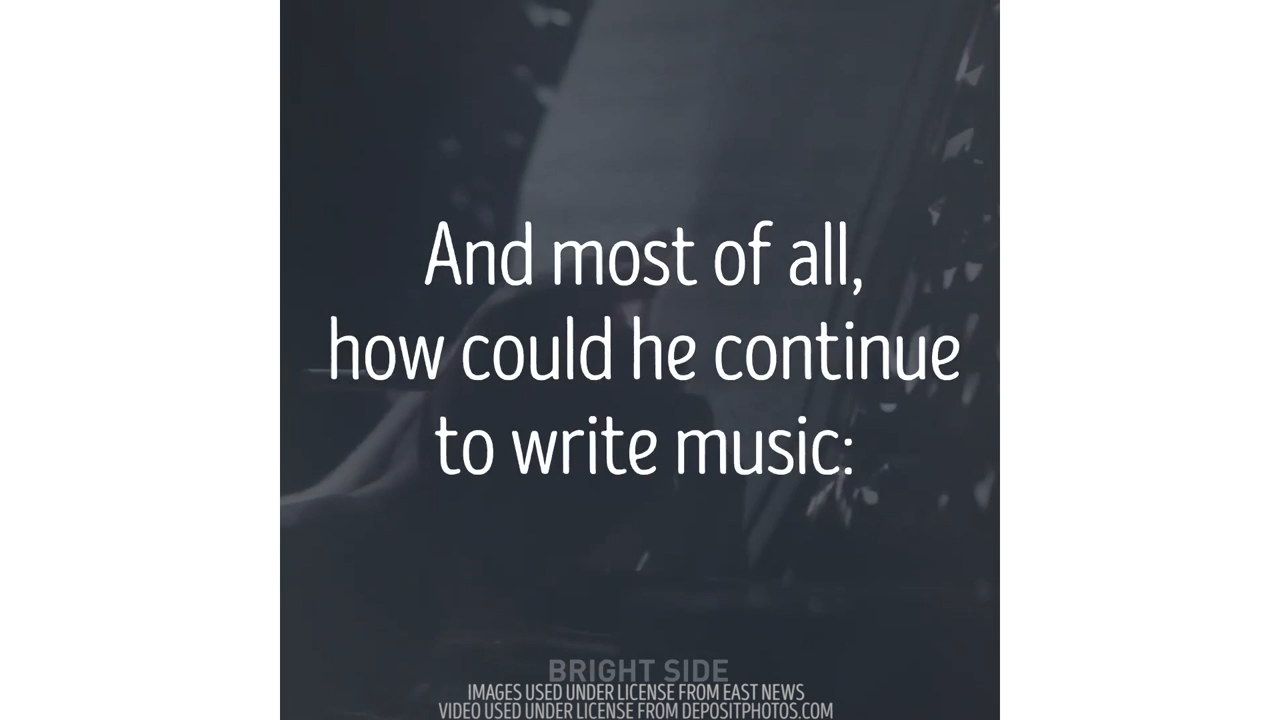 And most of all,
how could he continue
to write music:
BRIGHT SIDE
IMAGES USED UNDER LICENSE FROM EAST NEWS
VIDEO USED UNDER LICENSE FROM DEPOSITPHOTOS.COM